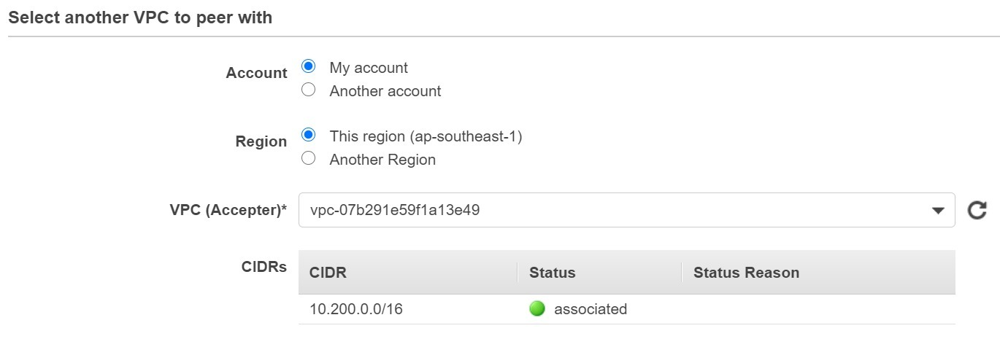 Select another VPC to peer with
Account
My account
Another account
Region
This region (ap-southeast-1)
Another Region
VPC (Accepter)* vpc-07b291e59f1a13e49
CIDRs
CIDR Status Status Reason
10.200.0.0/16 associated